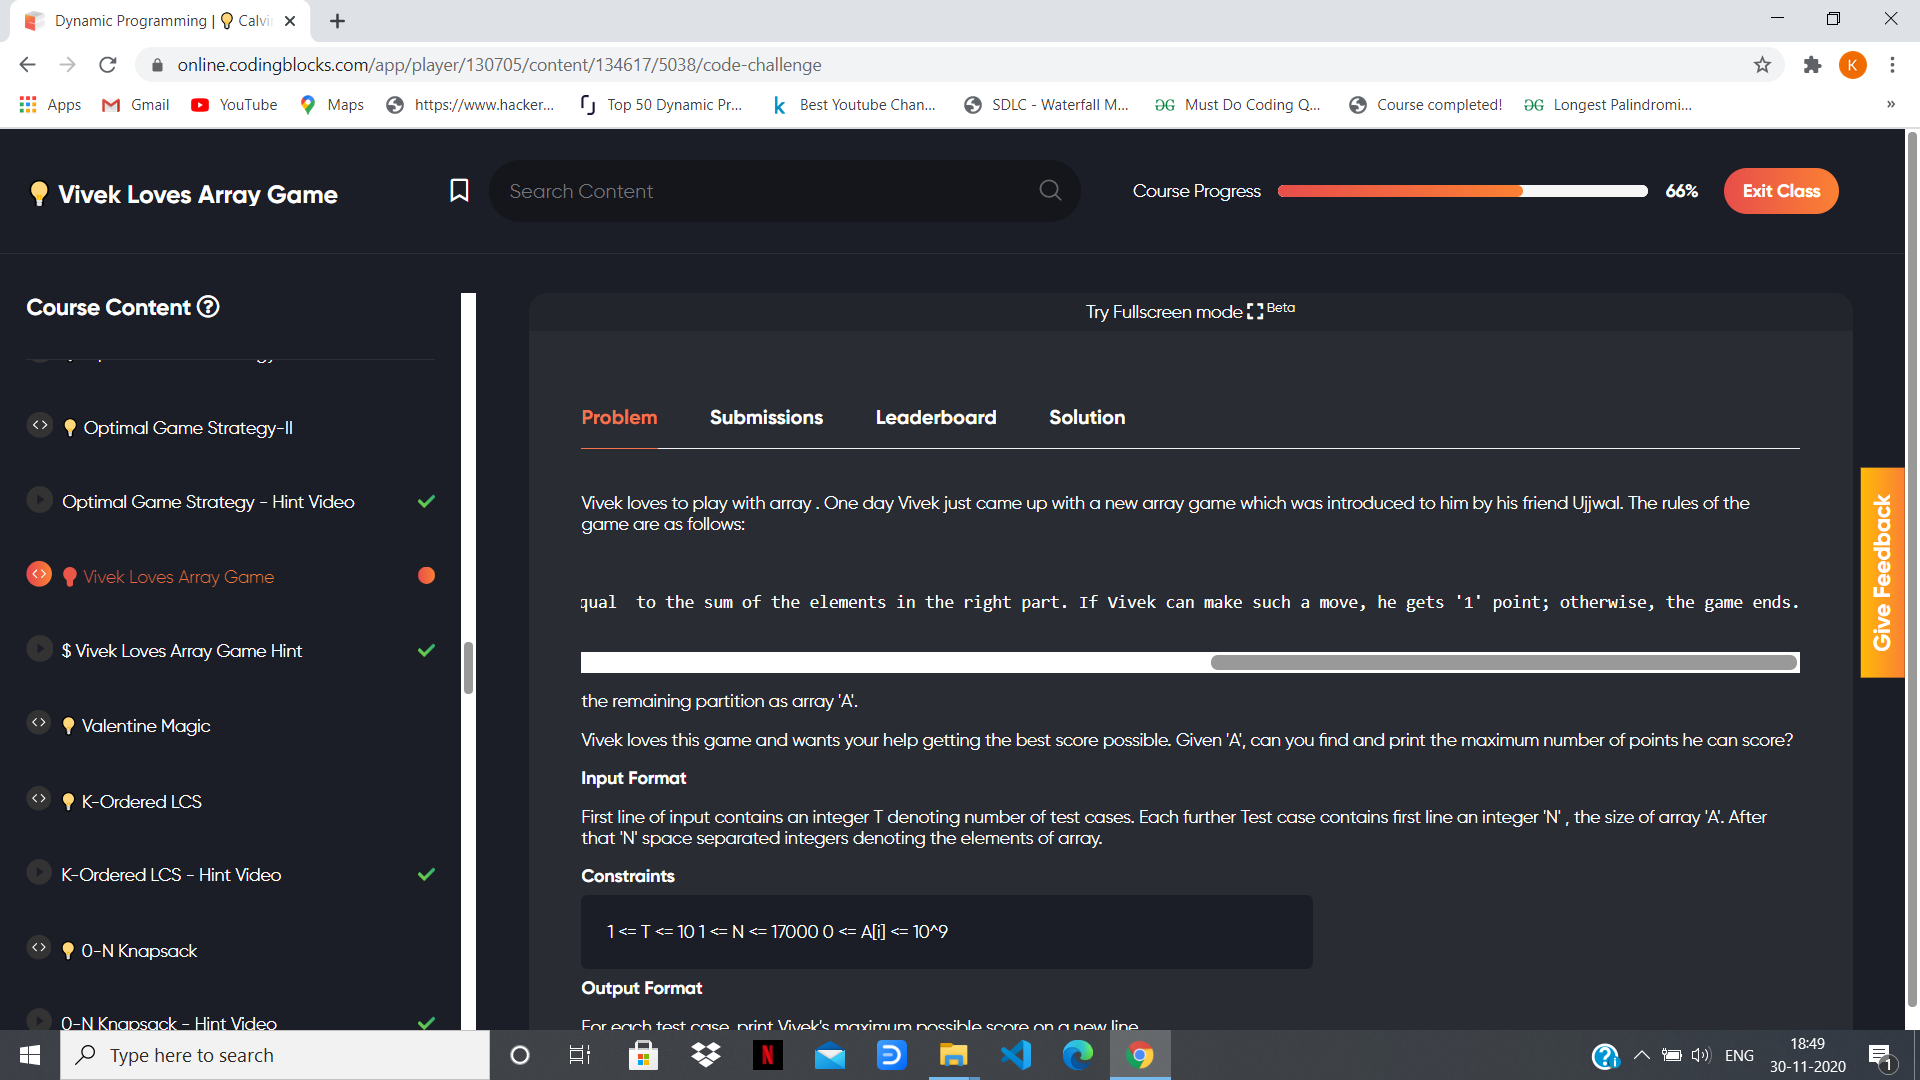 Dynamic Programming | Calvi
online.codingblocks.com/app/player/130705/content/134617/5038/code-challenge
K
Apps
Gmail
YouTube
Maps
https://www.hacker...
Top 50 Dynamic Pr...
Best Youtube Chan...
SDLC - Waterfall M...
Must Do Coding Q...
Course completed!
Longest Palindromi...
»
Vivek Loves Array Game
Search Content
Course Progress
66%
Exit Class
Course Content
Optimal Game Strategy-II
Optimal Game Strategy - Hint Video
Vivek Loves Array Game
$ Vivek Loves Array Game Hint
Valentine Magic
K-Ordered LCS
K-Ordered LCS - Hint Video
0-N Knapsack
0-N Knapsack - Hint Video
Try Fullscreen mode Beta
Problem
Submissions
Leaderboard
Solution
Vivek loves to play with array . One day Vivek just came up with a new array game which was introduced to him by his friend Ujjwal. The rules of the
game are as follows:
qual  to the sum of the elements in the right part. If Vivek can make such a move, he gets '1' point; otherwise, the game ends.
the remaining partition as array 'A'.
Vivek loves this game and wants your help getting the best score possible. Given 'A', can you find and print the maximum number of points he can score?
Input Format
First line of input contains an integer T denoting number of test cases. Each further Test case contains first line an integer 'N' , the size of array 'A'. After
that 'N' space separated integers denoting the elements of array.
Constraints
1 <= T <= 10 1 <= N <= 17000 0 <= A[i] <= 10^9
Output Format
For each test case, print Vivek's maximum possible score on a new line
Give Feedback
Type here to search
ENG
18:49
30-11-2020
1